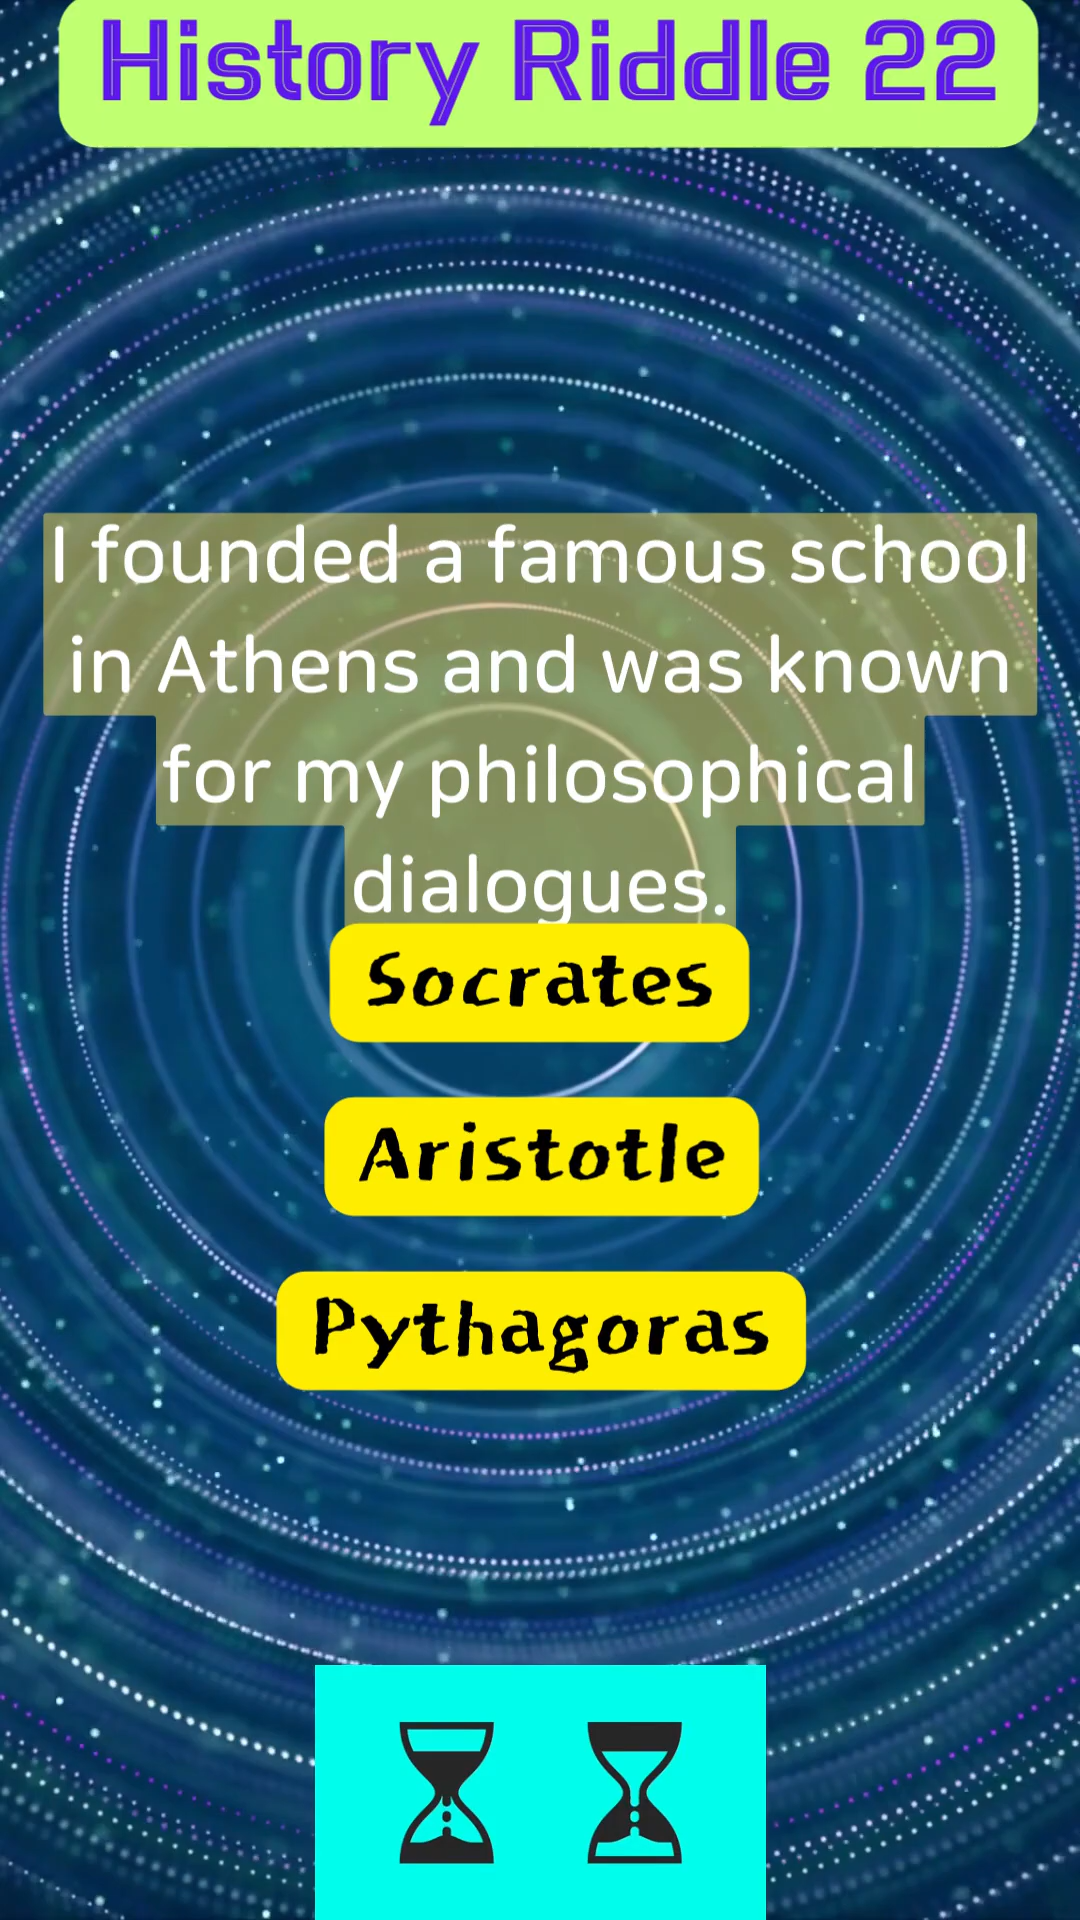 History Riddle 22
I founded a famous school
in Athens and was known
for my philosophical
dialogues.
Socrates
Aristotle
Pythagoras